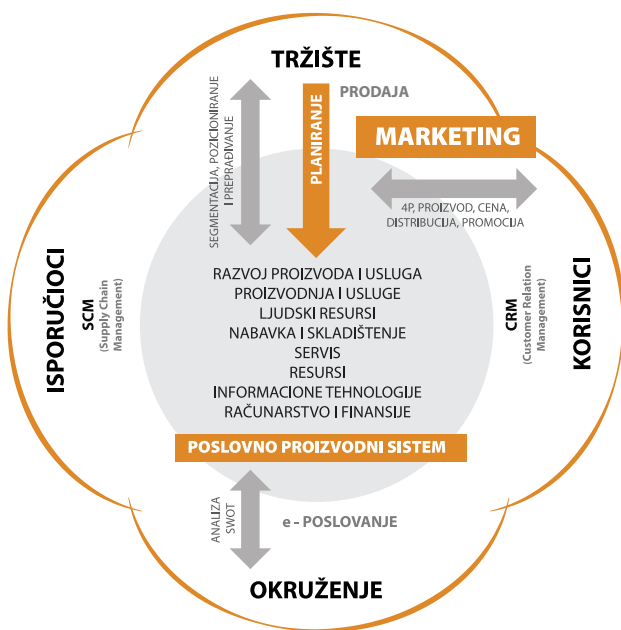 TRŽIŠTE
SEGMENTACIJA, POZICIONIRANJE
I PREPRAĐIVANJE
PLANIRANJE
PRODAJA
MARKETING
4P, PROIZVOD, CENA,
DISTRIBUCIJA, PROMOCIJA
ISPORUČIOCI
SCM
(Supply Chain
Management)
RAZVOJ PROIZVODA I USLUGA
PROIZVODNJA I USLUGE
LJUDSKI RESURSI
NABAVKA I SKLADIŠTENJE
SERVIS
RESURSI
INFORMACIONE TEHNOLOGIJE
RAČUNARSTVO I FINANSIJE
CRM
(Customer Relation
Management)
KORISNICI
POSLOVNO PROIZVODNI SISTEM
ANALIZA
SWOT
e - POSLOVANJE
OKRUŽENJE